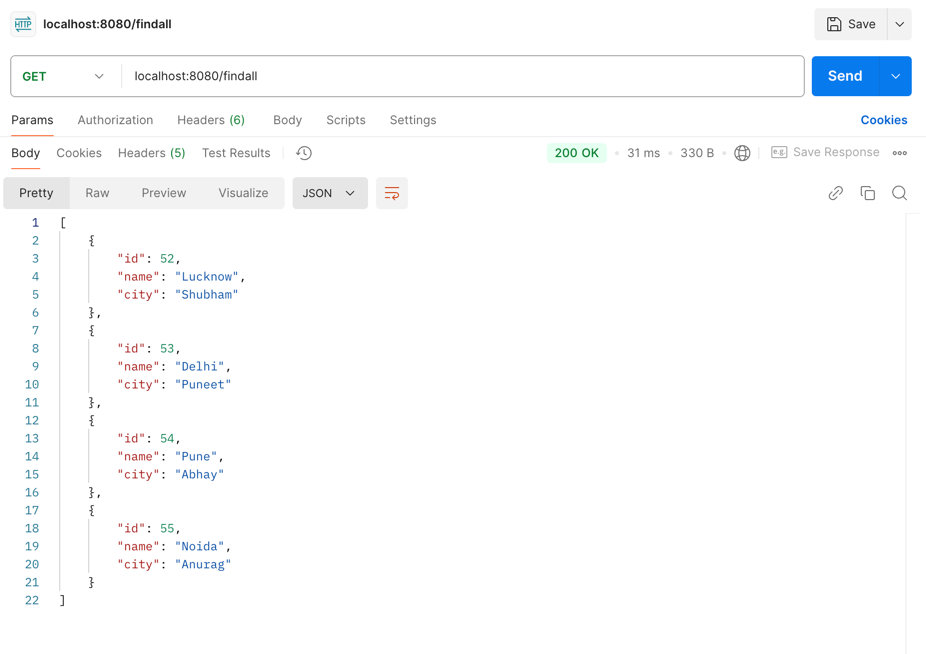 HTTP localhost:8080/findall Save
GET localhost:8080/findall Send
Params Authorization Headers (6) Body Scripts Settings Cookies
Body Cookies Headers (5) Test Results 200 OK 31 ms 330 B e.g. Save Response
Pretty Raw Preview Visualize JSON
1 [
2 {
3 "id": 52,
4 "name": "Lucknow",
5 "city": "Shubham"
6 },
7 {
8 "id": 53,
9 "name": "Delhi",
10 "city": "Puneet"
11 },
12 {
13 "id": 54,
14 "name": "Pune",
15 "city": "Abhay"
16 },
17 {
18 "id": 55,
19 "name": "Noida",
20 "city": "Anurag"
21 }
22 ]